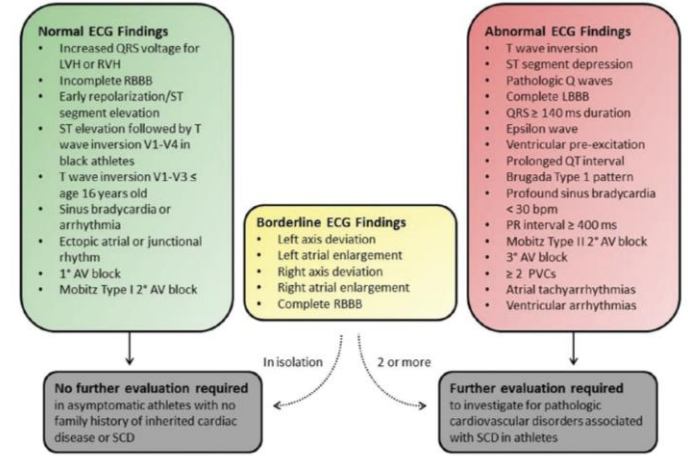 Normal ECG Findings
• Increased QRS voltage for
LVH or RVH
• Incomplete RBBB
• Early repolarization/ST
segment elevation
• ST elevation followed by T
wave inversion V1-V4 in
black athletes
• T wave inversion V1-V3 ≤
age 16 years old
• Sinus bradycardia or
arrhythmia
• Ectopic atrial or junctional
rhythm
• 1° AV block
• Mobitz Type I 2° AV block
Borderline ECG Findings
• Left axis deviation
• Left atrial enlargement
• Right axis deviation
• Right atrial enlargement
• Complete RBBB
Abnormal ECG Findings
• T wave inversion
• ST segment depression
• Pathologic Q waves
• Complete LBBB
• QRS ≥ 140 ms duration
• Epsilon wave
• Ventricular pre-excitation
• Prolonged QT interval
• Brugada Type 1 pattern
• Profound sinus bradycardia
< 30 bpm
• PR interval ≥ 400 ms
• Mobitz Type II 2° AV block
• 3° AV block
• ≥ 2 PVCs
• Atrial tachyarrhythmias
• Ventricular arrhythmias
In isolation
2 or more
No further evaluation required
in asymptomatic athletes with no
family history of inherited cardiac
disease or SCD
Further evaluation required
to investigate for pathologic
cardiovascular disorders associated
with SCD in athletes